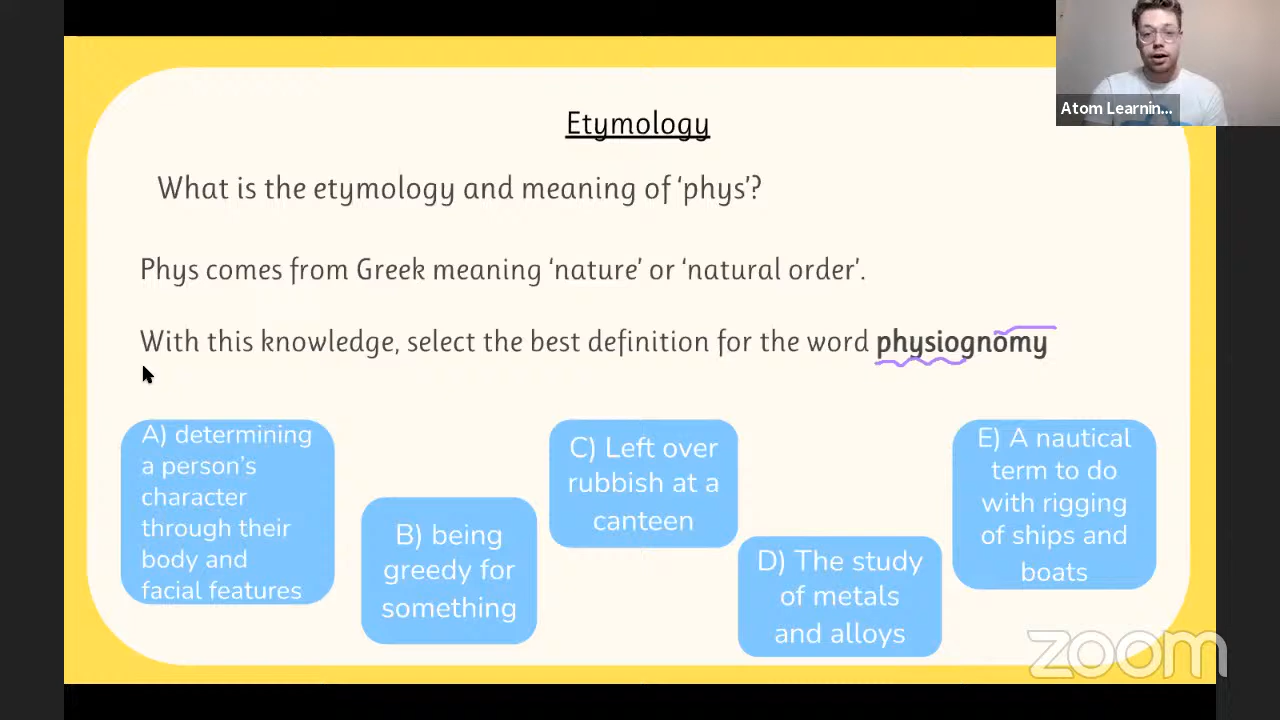 Atom Learnin...
Etymology
What is the etymology and meaning of ‘phys’?
Phys comes from Greek meaning ‘nature’ or ‘natural order’.
With this knowledge, select the best definition for the word physiognomy
A) determining
a person’s
character
through their
body and
facial features
B) being
greedy for
something
C) Left over
rubbish at a
canteen
D) The study
of metals
and alloys
E) A nautical
term to do
with rigging
of ships and
boats
zoom